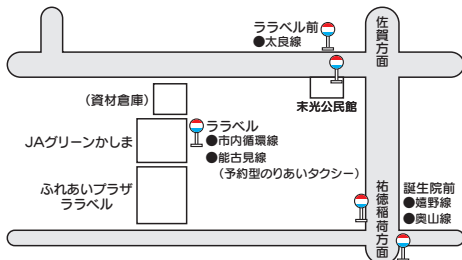 ララベル前
●太良線
佐賀方面
末光公民館
(資材倉庫)
ララベル
●市内循環線
●能古見線
(予約型のりあいタクシー)
JAグリーンかしま
ふれあいプラザ
ララベル
祐徳稲荷方面
誕生院前
●嬉野線
●奥山線